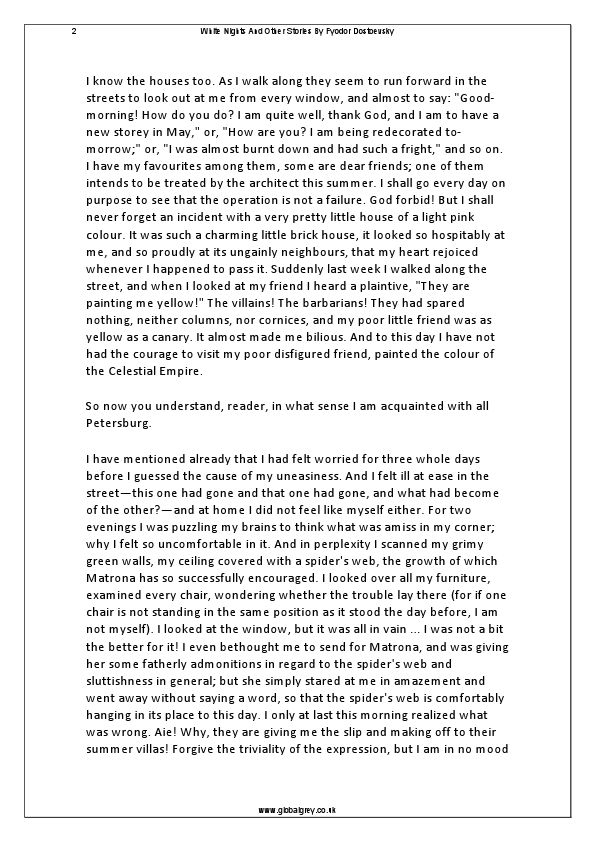 2
White Nights And Other Stories By Fyodor Dostoevsky
I know the houses too. As I walk along they seem to run forward in the
streets to look out at me from every window, and almost to say: "Good-
morning! How do you do? I am quite well, thank God, and I am to have a
new storey in May," or, "How are you? I am being redecorated to-
morrow;" or, "I was almost burnt down and had such a fright," and so on.
I have my favourites among them, some are dear friends; one of them
intends to be treated by the architect this summer. I shall go every day on
purpose to see that the operation is not a failure. God forbid! But I shall
never forget an incident with a very pretty little house of a light pink
colour. It was such a charming little brick house, it looked so hospitably at
me, and so proudly at its ungainly neighbours, that my heart rejoiced
whenever I happened to pass it. Suddenly last week I walked along the
street, and when I looked at my friend I heard a plaintive, "They are
painting me yellow!" The villains! The barbarians! They had spared
nothing, neither columns, nor cornices, and my poor little friend was as
yellow as a canary. It almost made me bilious. And to this day I have not
had the courage to visit my poor disfigured friend, painted the colour of
the Celestial Empire.
So now you understand, reader, in what sense I am acquainted with all
Petersburg.
I have mentioned already that I had felt worried for three whole days
before I guessed the cause of my uneasiness. And I felt ill at ease in the
street—this one had gone and that one had gone, and what had become
of the other?—and at home I did not feel like myself either. For two
evenings I was puzzling my brains to think what was amiss in my corner;
why I felt so uncomfortable in it. And in perplexity I scanned my grimy
green walls, my ceiling covered with a spider's web, the growth of which
Matrona has so successfully encouraged. I looked over all my furniture,
examined every chair, wondering whether the trouble lay there (for if one
chair is not standing in the same position as it stood the day before, I am
not myself). I looked at the window, but it was all in vain ... I was not a bit
the better for it! I even bethought me to send for Matrona, and was giving
her some fatherly admonitions in regard to the spider's web and
sluttishness in general; but she simply stared at me in amazement and
went away without saying a word, so that the spider's web is comfortably
hanging in its place to this day. I only at last this morning realized what
was wrong. Aie! Why, they are giving me the slip and making off to their
summer villas! Forgive the triviality of the expression, but I am in no mood
www.globalgrey.co.uk